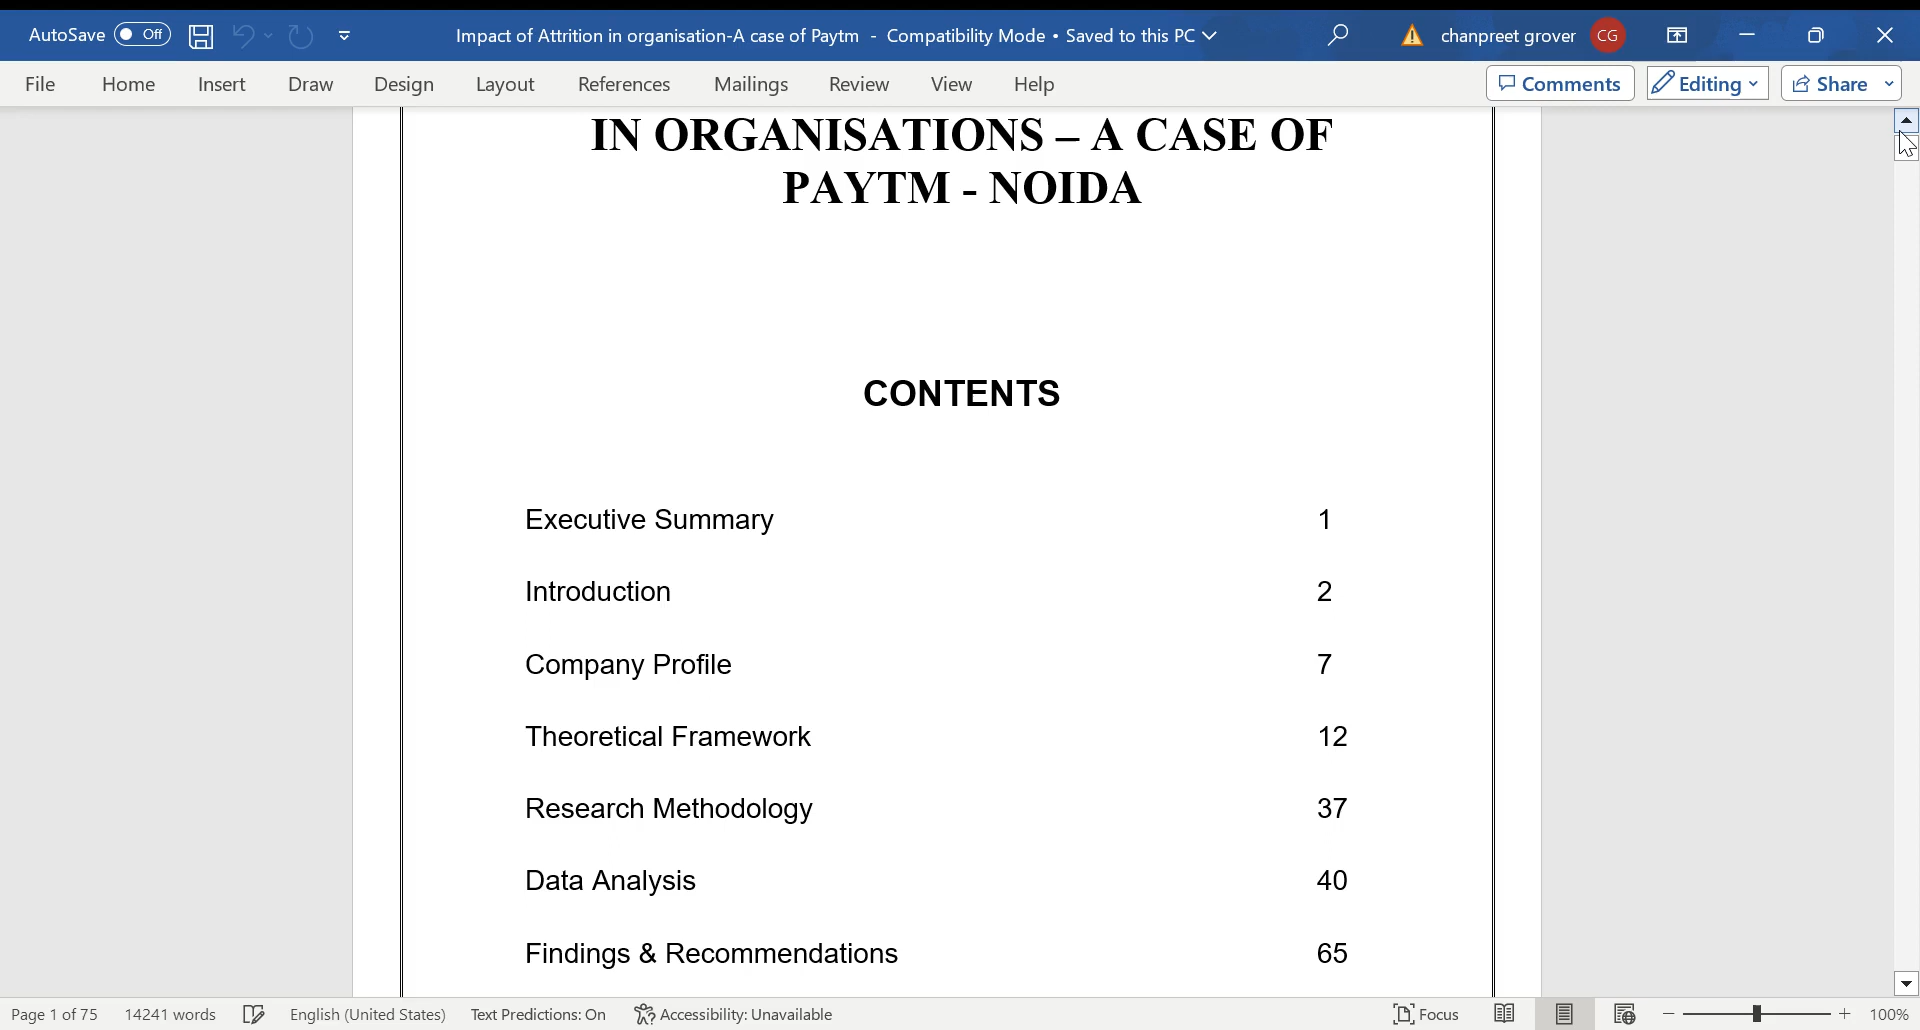 AutoSave Off Impact of Attrition in organisation-A case of Paytm - Compatibility Mode • Saved to this PC chanpreet grover CG
File Home Insert Draw Design Layout References Mailings Review View Help Comments Editing Share
IN ORGANISATIONS – A CASE OF
PAYTM - NOIDA
CONTENTS
Executive Summary 1
Introduction 2
Company Profile 7
Theoretical Framework 12
Research Methodology 37
Data Analysis 40
Findings & Recommendations 65
Page 1 of 75 14241 words English (United States) Text Predictions: On Accessibility: Unavailable Focus 100%